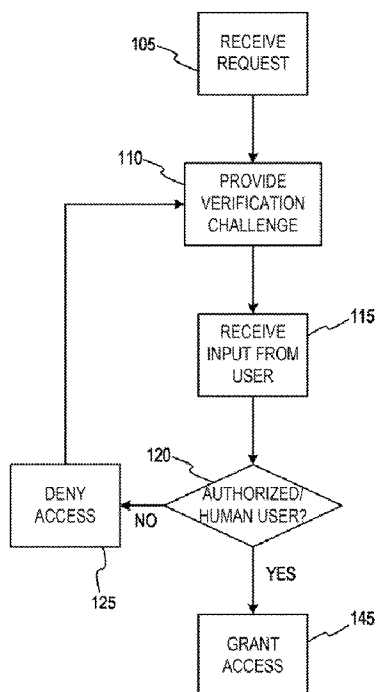 105
RECEIVE
REQUEST
110
PROVIDE
VERIFICATION
CHALLENGE
115
RECEIVE
INPUT FROM
USER
120
AUTHORIZED/
HUMAN USER?
NO
DENY
ACCESS
125
YES
145
GRANT
ACCESS